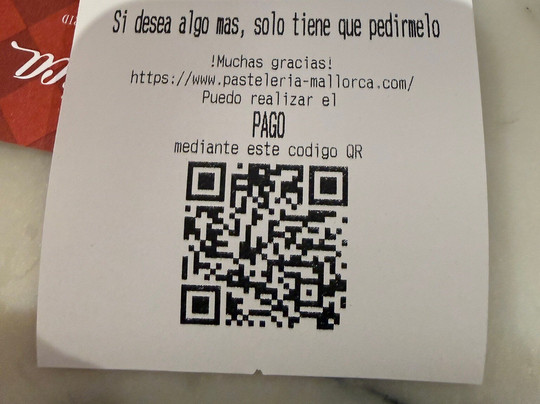 Si desea algo mas, solo tiene que pedirmelo
!Muchas gracias!
https://www.pasteleria-mallorca.com/
Puedo realizar el
PAGO
mediante este codigo QR